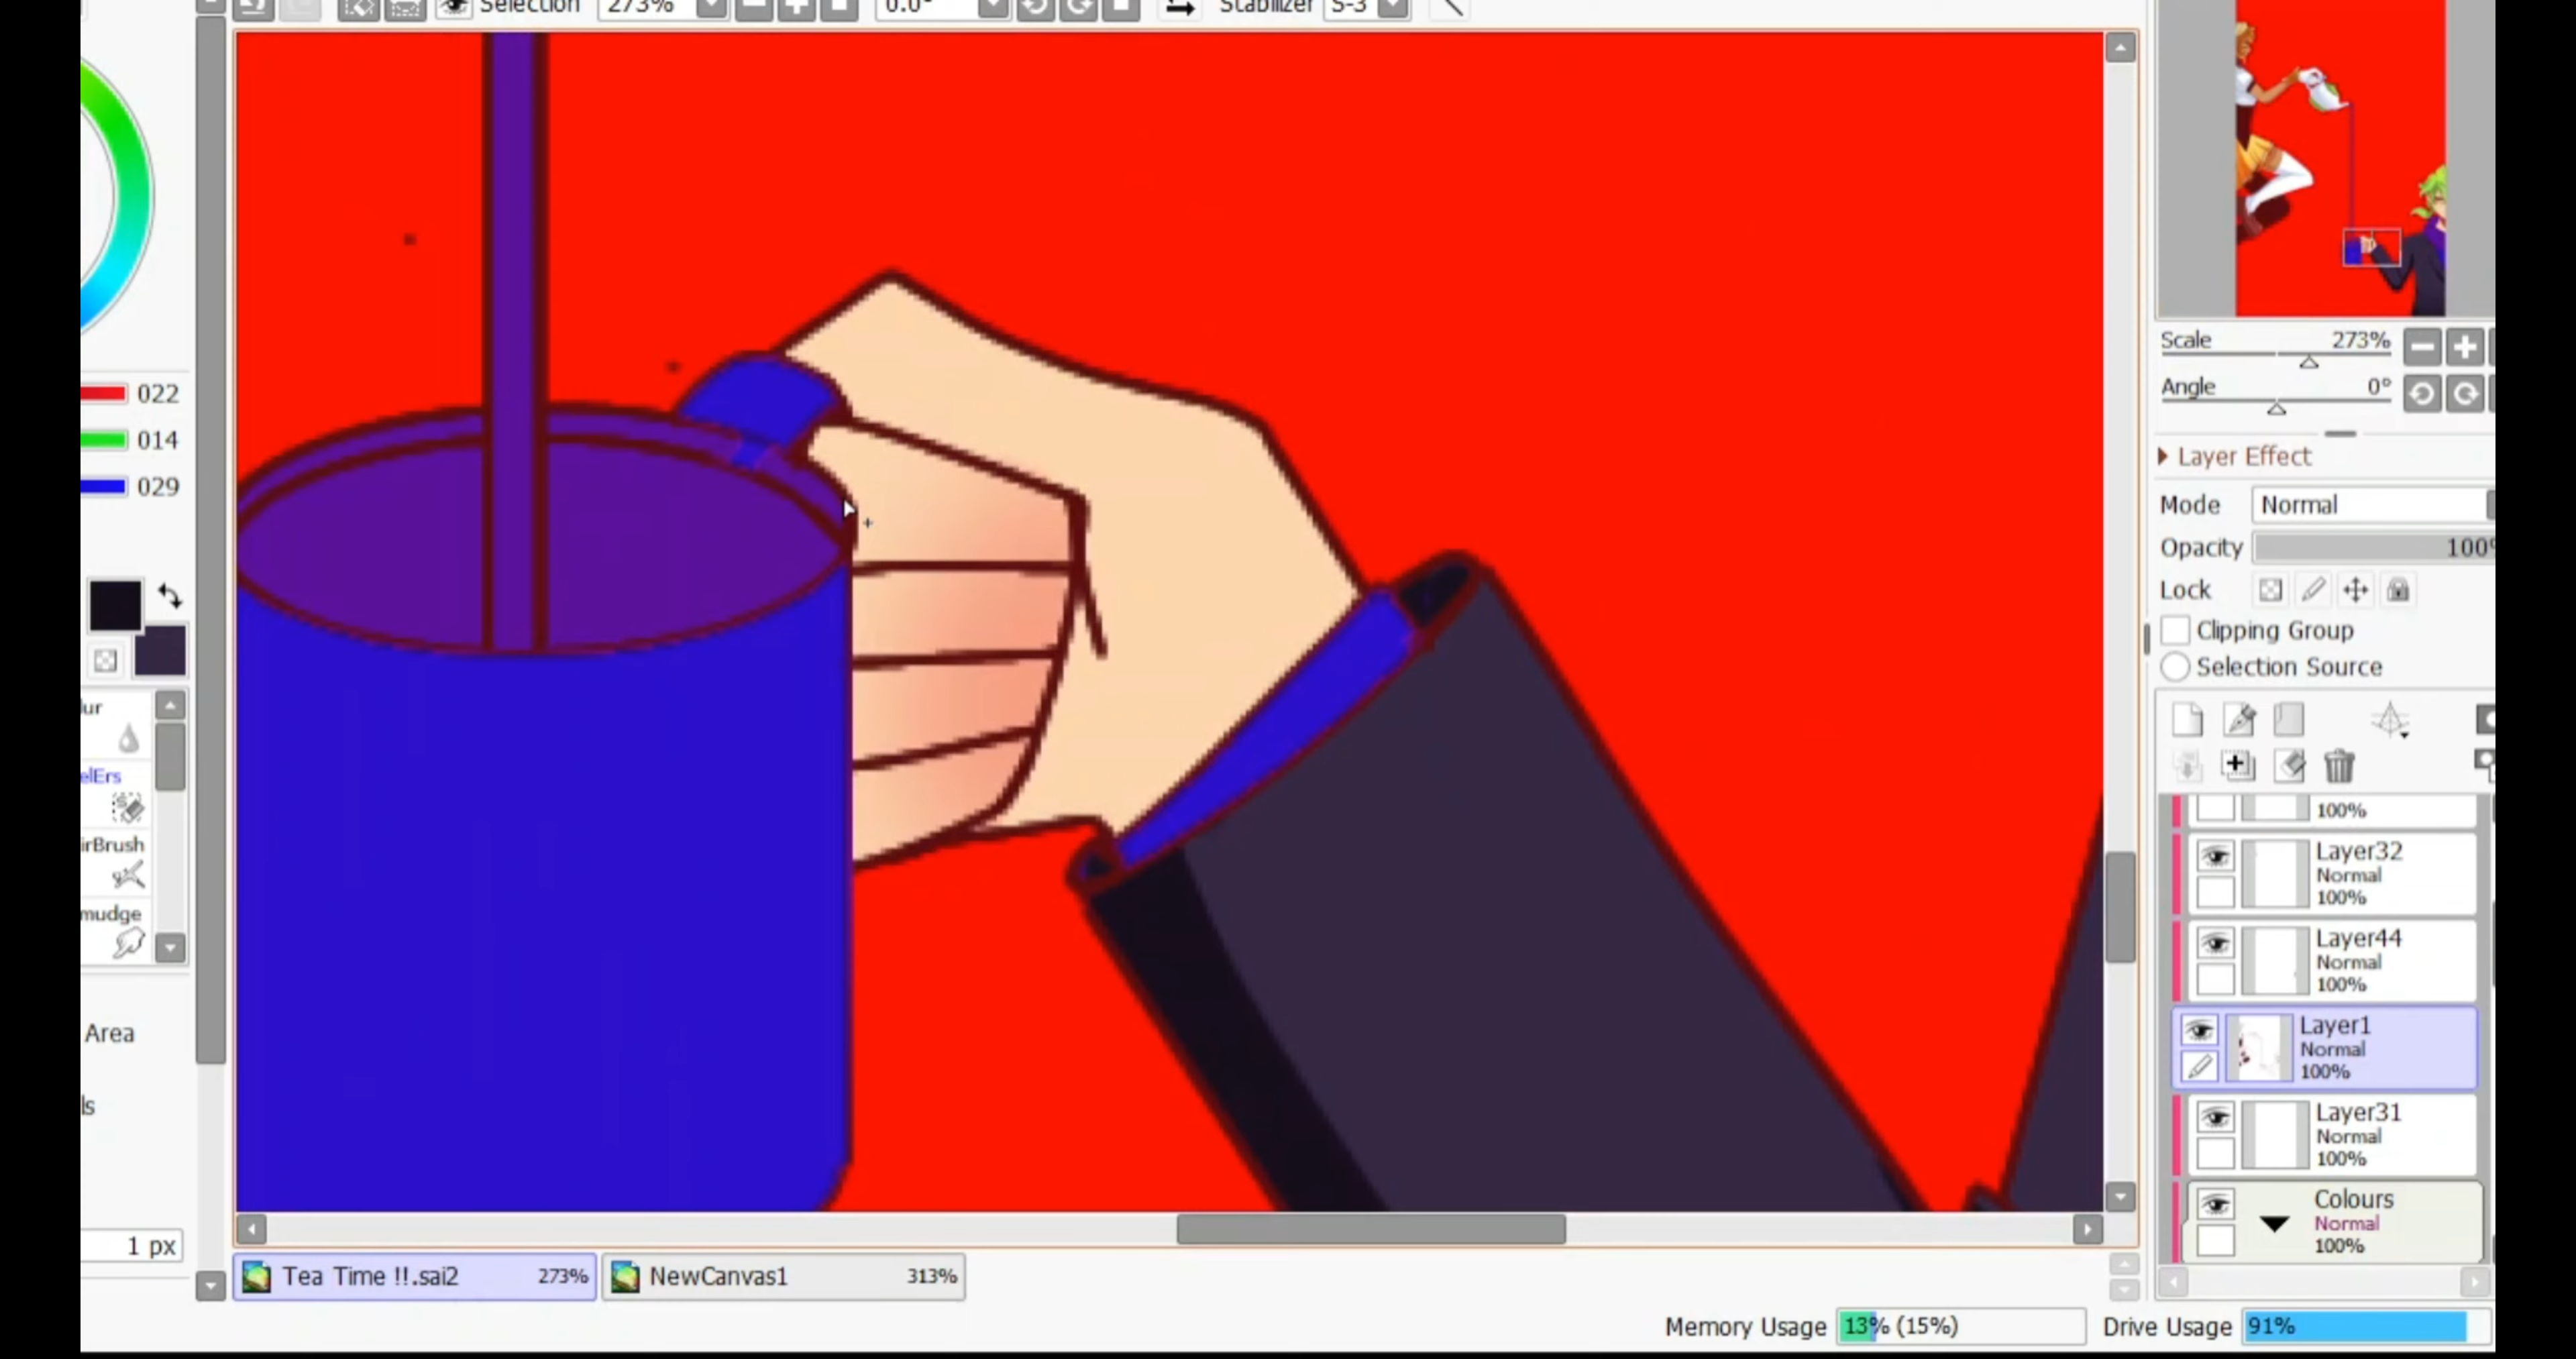 Selection 273% 0.0° Stabilizer S-3
022
014
029
elErs
irBrush
mudge
Area
1 px
Scale 273%
Angle 0°
Layer Effect
Mode Normal
Opacity 100%
Lock
Clipping Group
Selection Source
100%
Layer32
Normal
100%
Layer44
Normal
100%
Layer1
Normal
100%
Layer31
Normal
100%
Colours
Normal
100%
Tea Time !!.sai2 273%
NewCanvas1 313%
Memory Usage 13% (15%) Drive Usage 91%